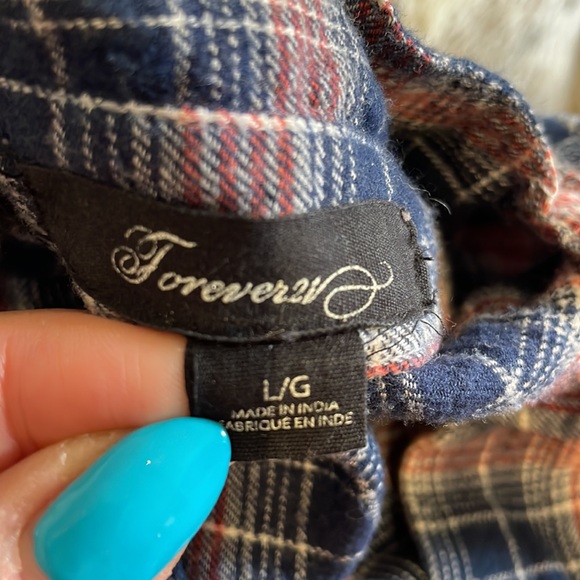 Forever21
L/G
MADE IN INDIA
FABRIQUÉ EN INDE